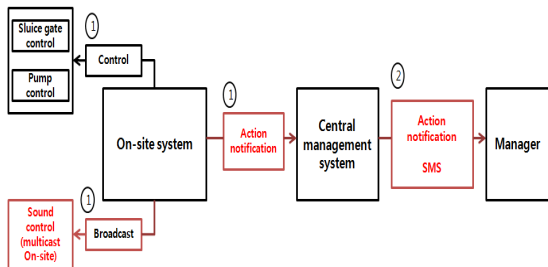 Sluice gate
control
①
Control
Pump
control
On-site system
①
Action
notification
Central
management
system
②
Action
notification
SMS
Manager
①
Sound
control
(multicast
On-site)
Broadcast